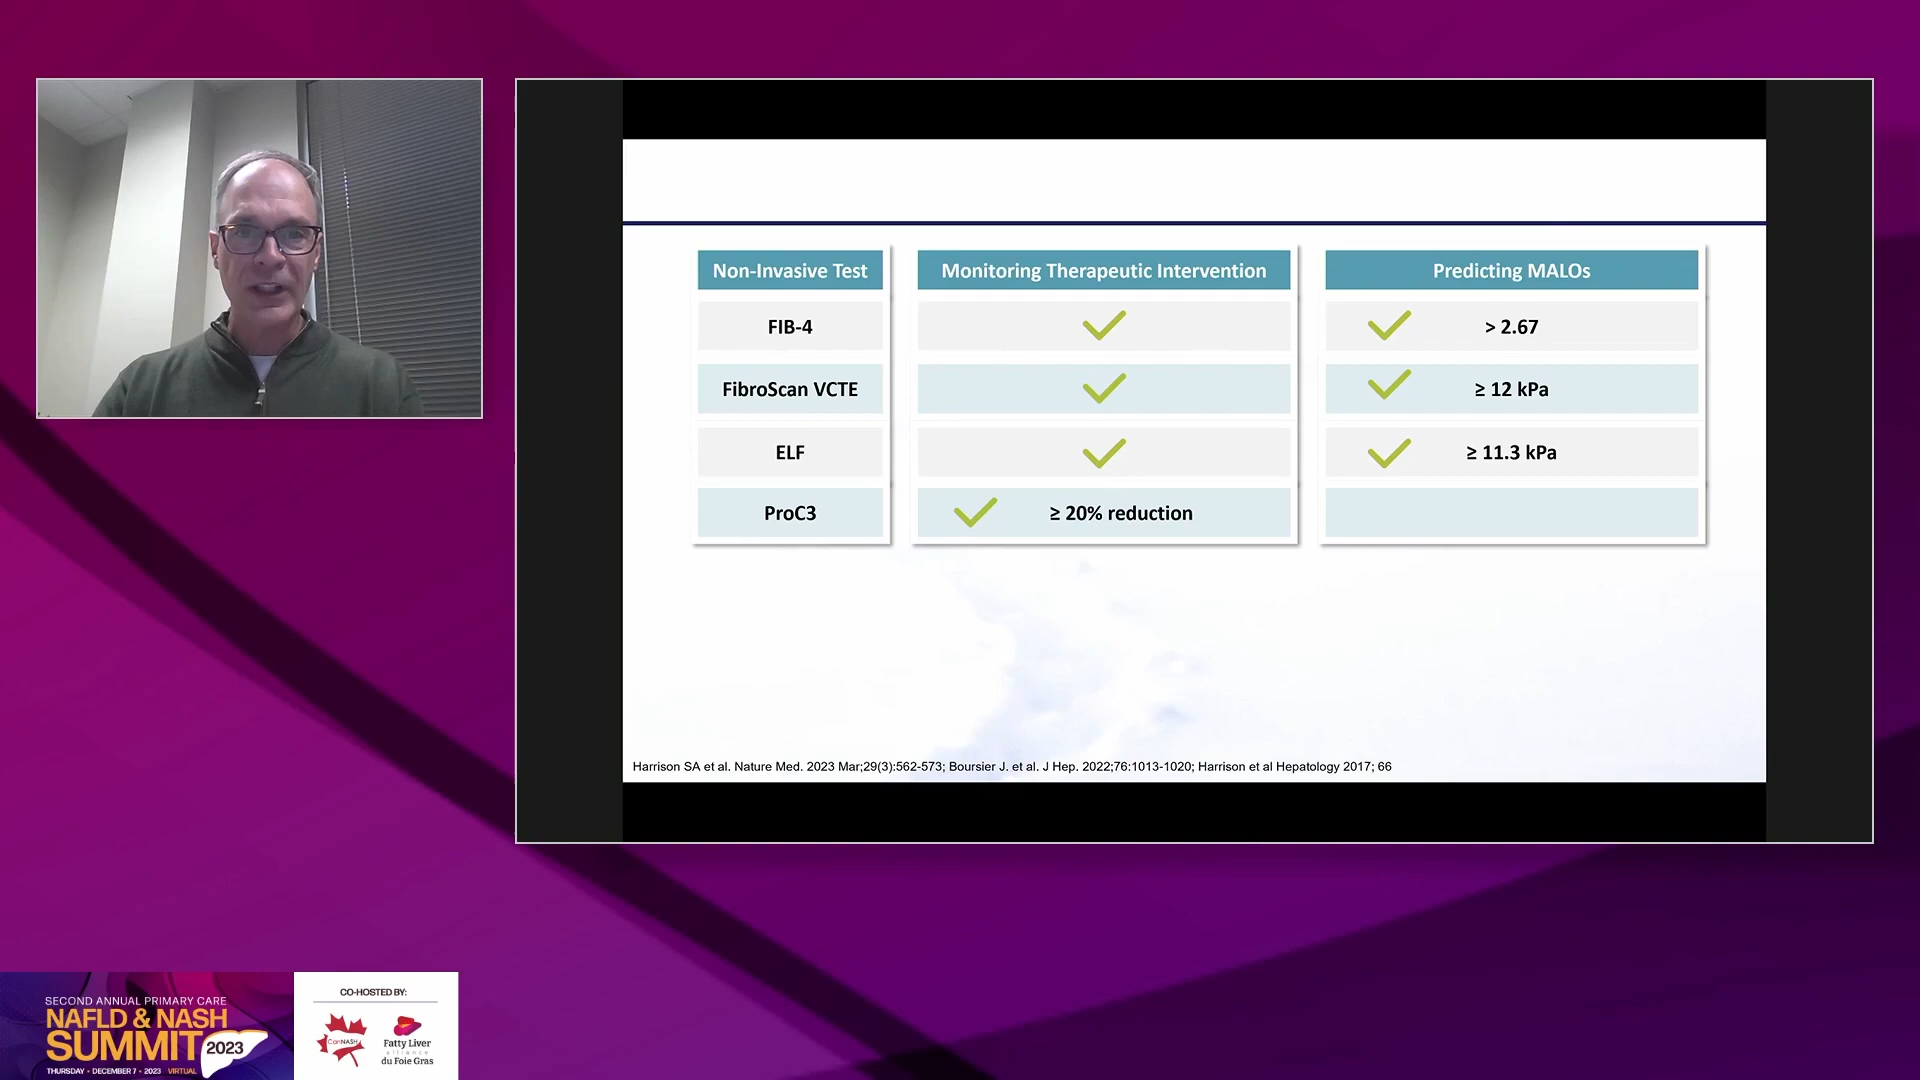 Non-Invasive Test
Monitoring Therapeutic Intervention
Predicting MALOs
FIB-4
> 2.67
FibroScan VCTE
≥ 12 kPa
ELF
≥ 11.3 kPa
ProC3
≥ 20% reduction
Harrison SA et al. Nature Med. 2023 Mar;29(3):562-573; Boursier J. et al. J Hep. 2022;76:1013-1020; Harrison et al Hepatology 2017; 66
SECOND ANNUAL PRIMARY CARE
NAFLD & NASH
SUMMIT 2023
THURSDAY • DECEMBER 7 • 2023 VIRTUAL
CO-HOSTED BY:
CanNASH
Fatty Liver
alliance
du Foie Gras